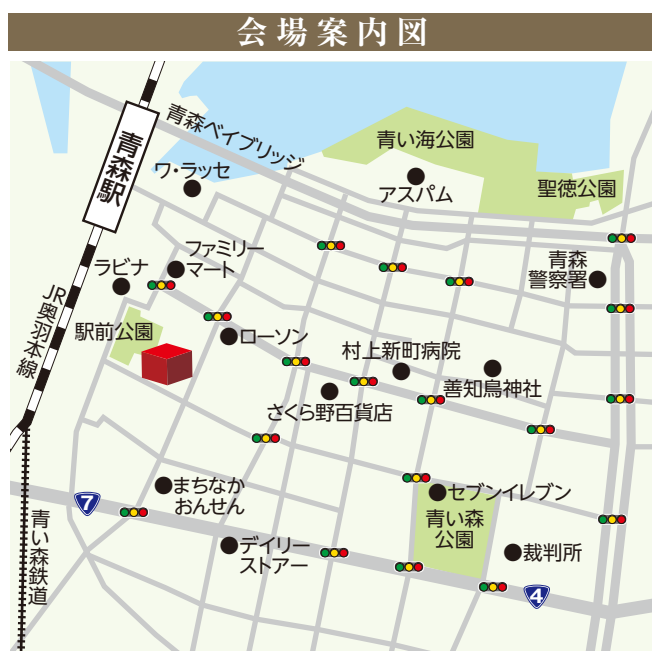 会場案内図
青森ベイブリッジ
青森駅
ワ・ラッセ
青い海公園
アスパム
聖徳公園
ファミリー
マート
ラビナ
青森
警察署
JR奥羽本線
駅前公園
ローソン
村上新町病院
善知鳥神社
さくら野百貨店
まちなか
おんせん
セブンイレブン
青い森
公園
7
青い森鉄道
デイリー
ストアー
裁判所
4